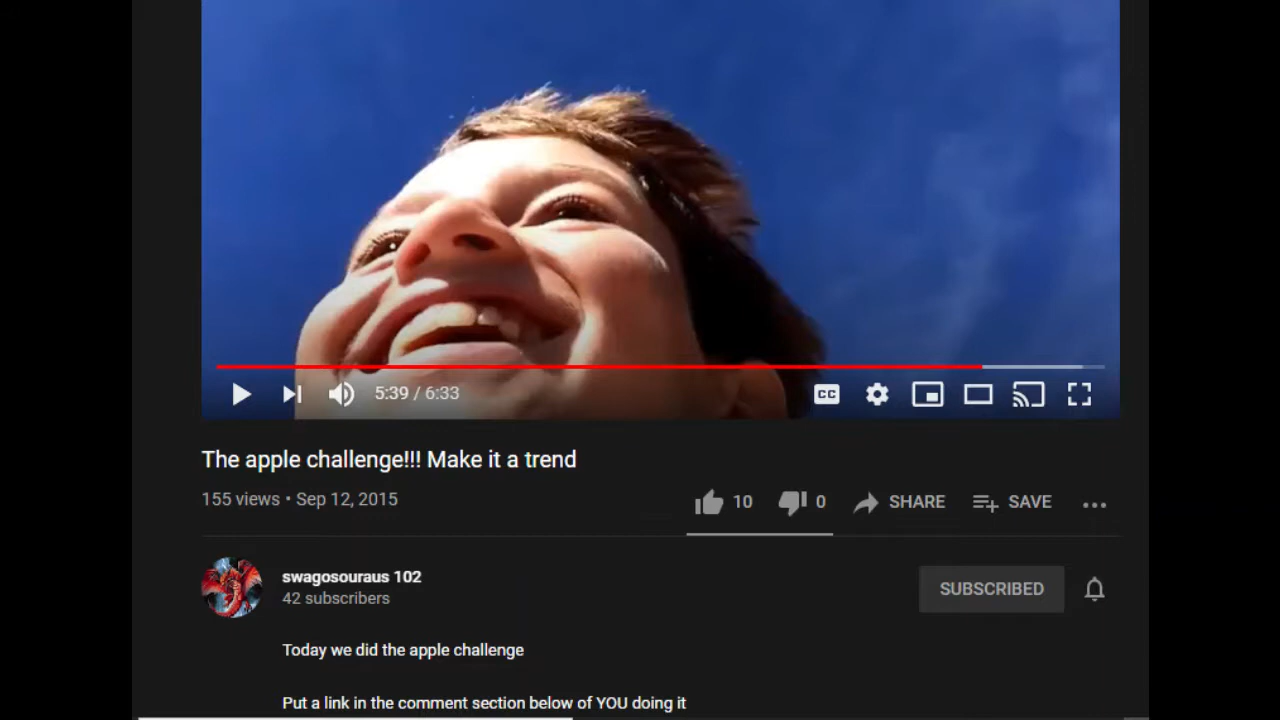 5:39 / 6:33
CC
The apple challenge!!! Make it a trend
155 views • Sep 12, 2015
10 0 SHARE SAVE
swagosouraus 102
42 subscribers
SUBSCRIBED
Today we did the apple challenge
Put a link in the comment section below of YOU doing it